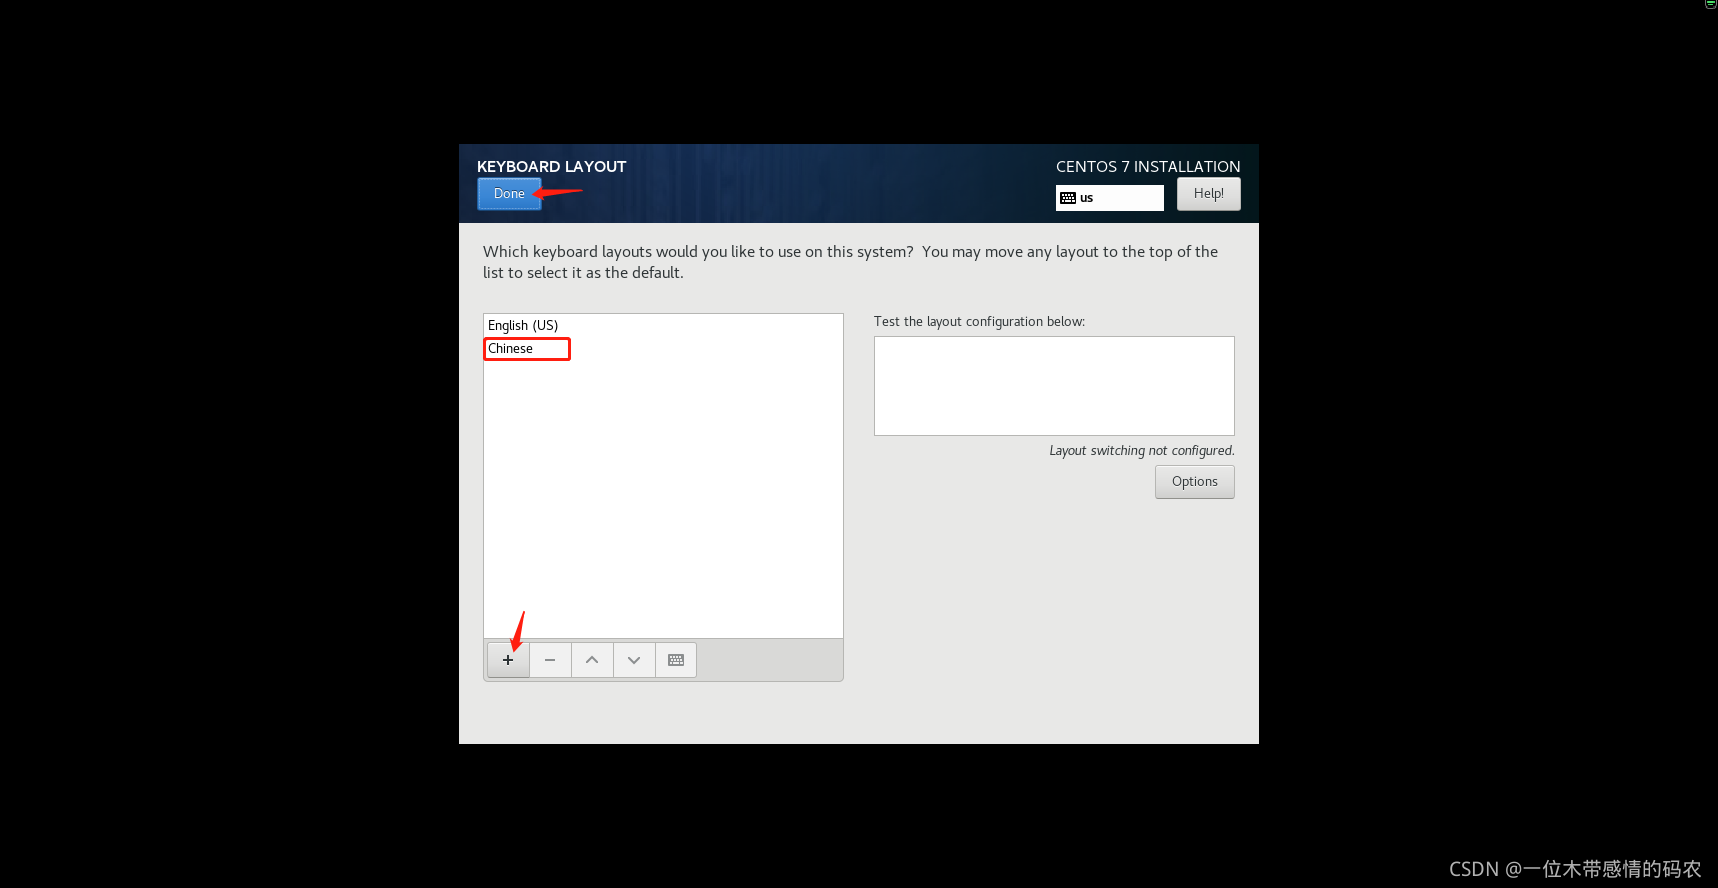 KEYBOARD LAYOUT
CENTOS 7 INSTALLATION
Done
us
Help!
Which keyboard layouts would you like to use on this system?  You may move any layout to the top of the
list to select it as the default.
English (US)
Chinese
Test the layout configuration below:
Layout switching not configured.
Options
CSDN @一位木带感情的码农